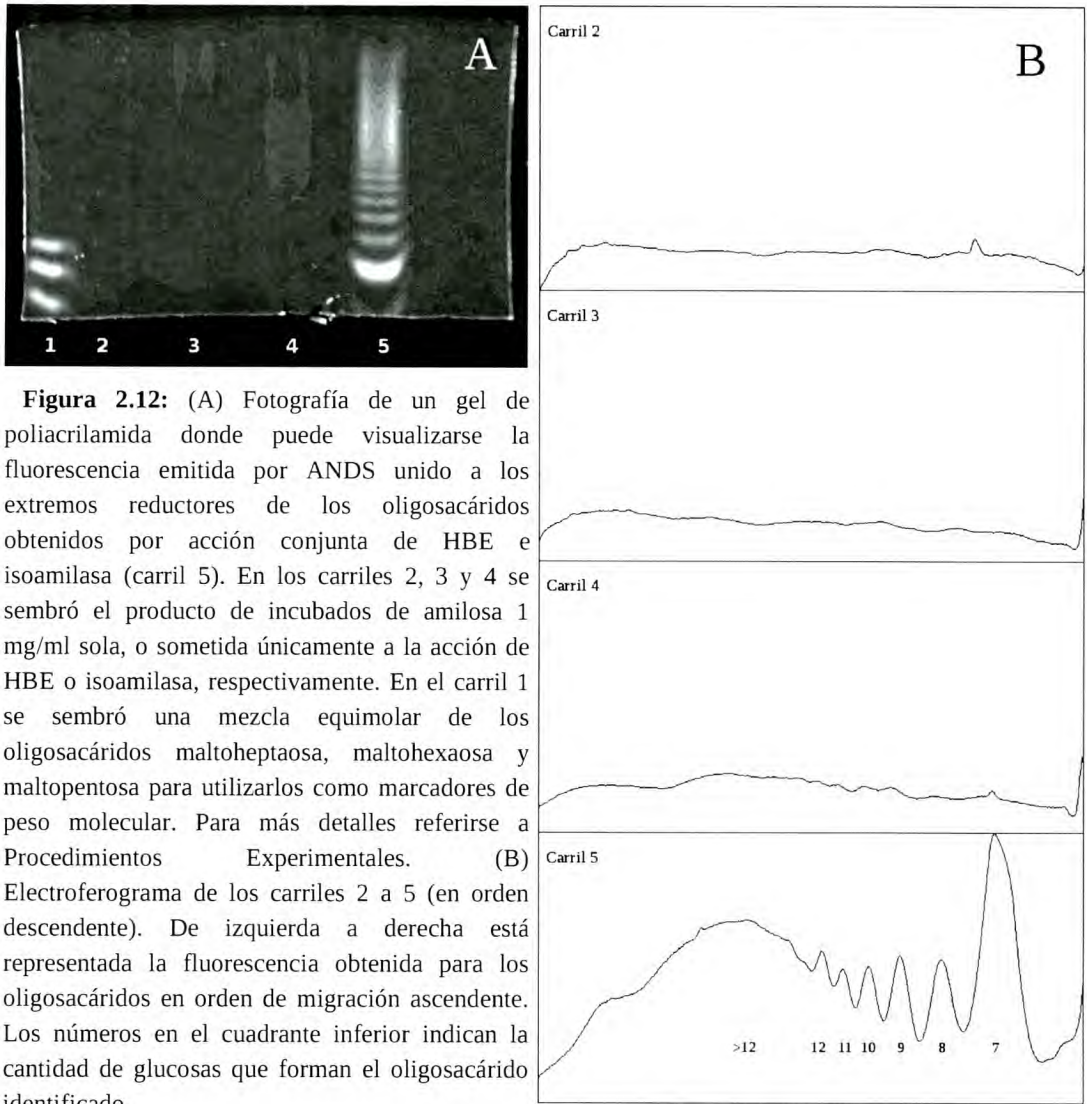 A
1 2 3 4 5
Figura 2.12: (A) Fotografía de un gel de
poliacrilamida donde puede visualizarse la
fluorescencia emitida por ANDS unido a los
extremos reductores de los oligosacáridos
obtenidos por acción conjunta de HBE e
isoamilasa (carril 5). En los carriles 2, 3 y 4 se
sembró el producto de incubados de amilosa 1
mg/ml sola, o sometida únicamente a la acción de
HBE o isoamilasa, respectivamente. En el carril 1
se sembró una mezcla equimolar de los
oligosacáridos maltoheptaosa, maltohexaosa y
maltopentosa para utilizarlos como marcadores de
peso molecular. Para más detalles referirse a
Procedimientos Experimentales. (B)
Electroferograma de los carriles 2 a 5 (en orden
descendente). De izquierda a derecha está
representada la fluorescencia obtenida para los
oligosacáridos en orden de migración ascendente.
Los números en el cuadrante inferior indican la
cantidad de glucosas que forman el oligosacárido
identificado
Carril 2
B
Carril 3
Carril 4
Carril 5
>12 12 11 10 9 8 7